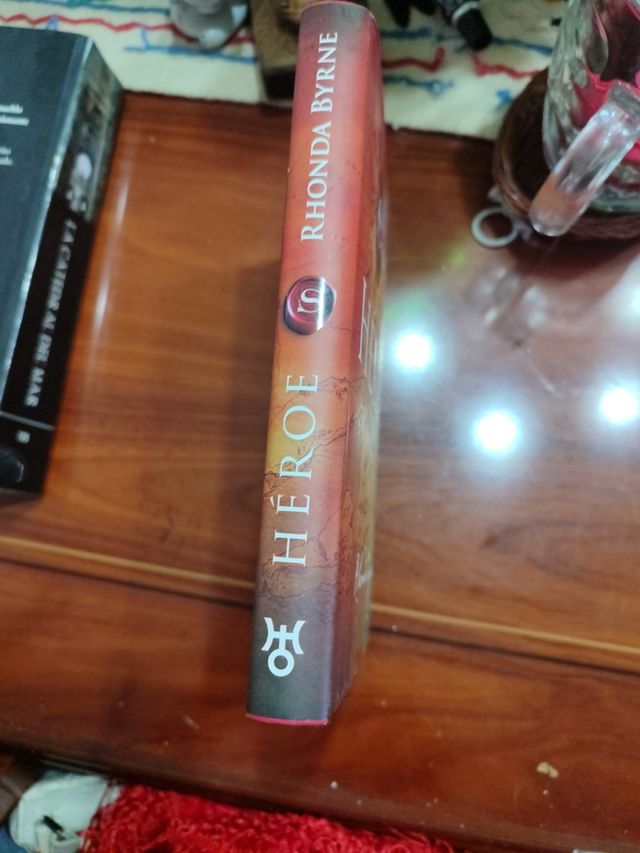 RHONDA BYRNE
HÉROE
LA CATEDRAL DEL MAR